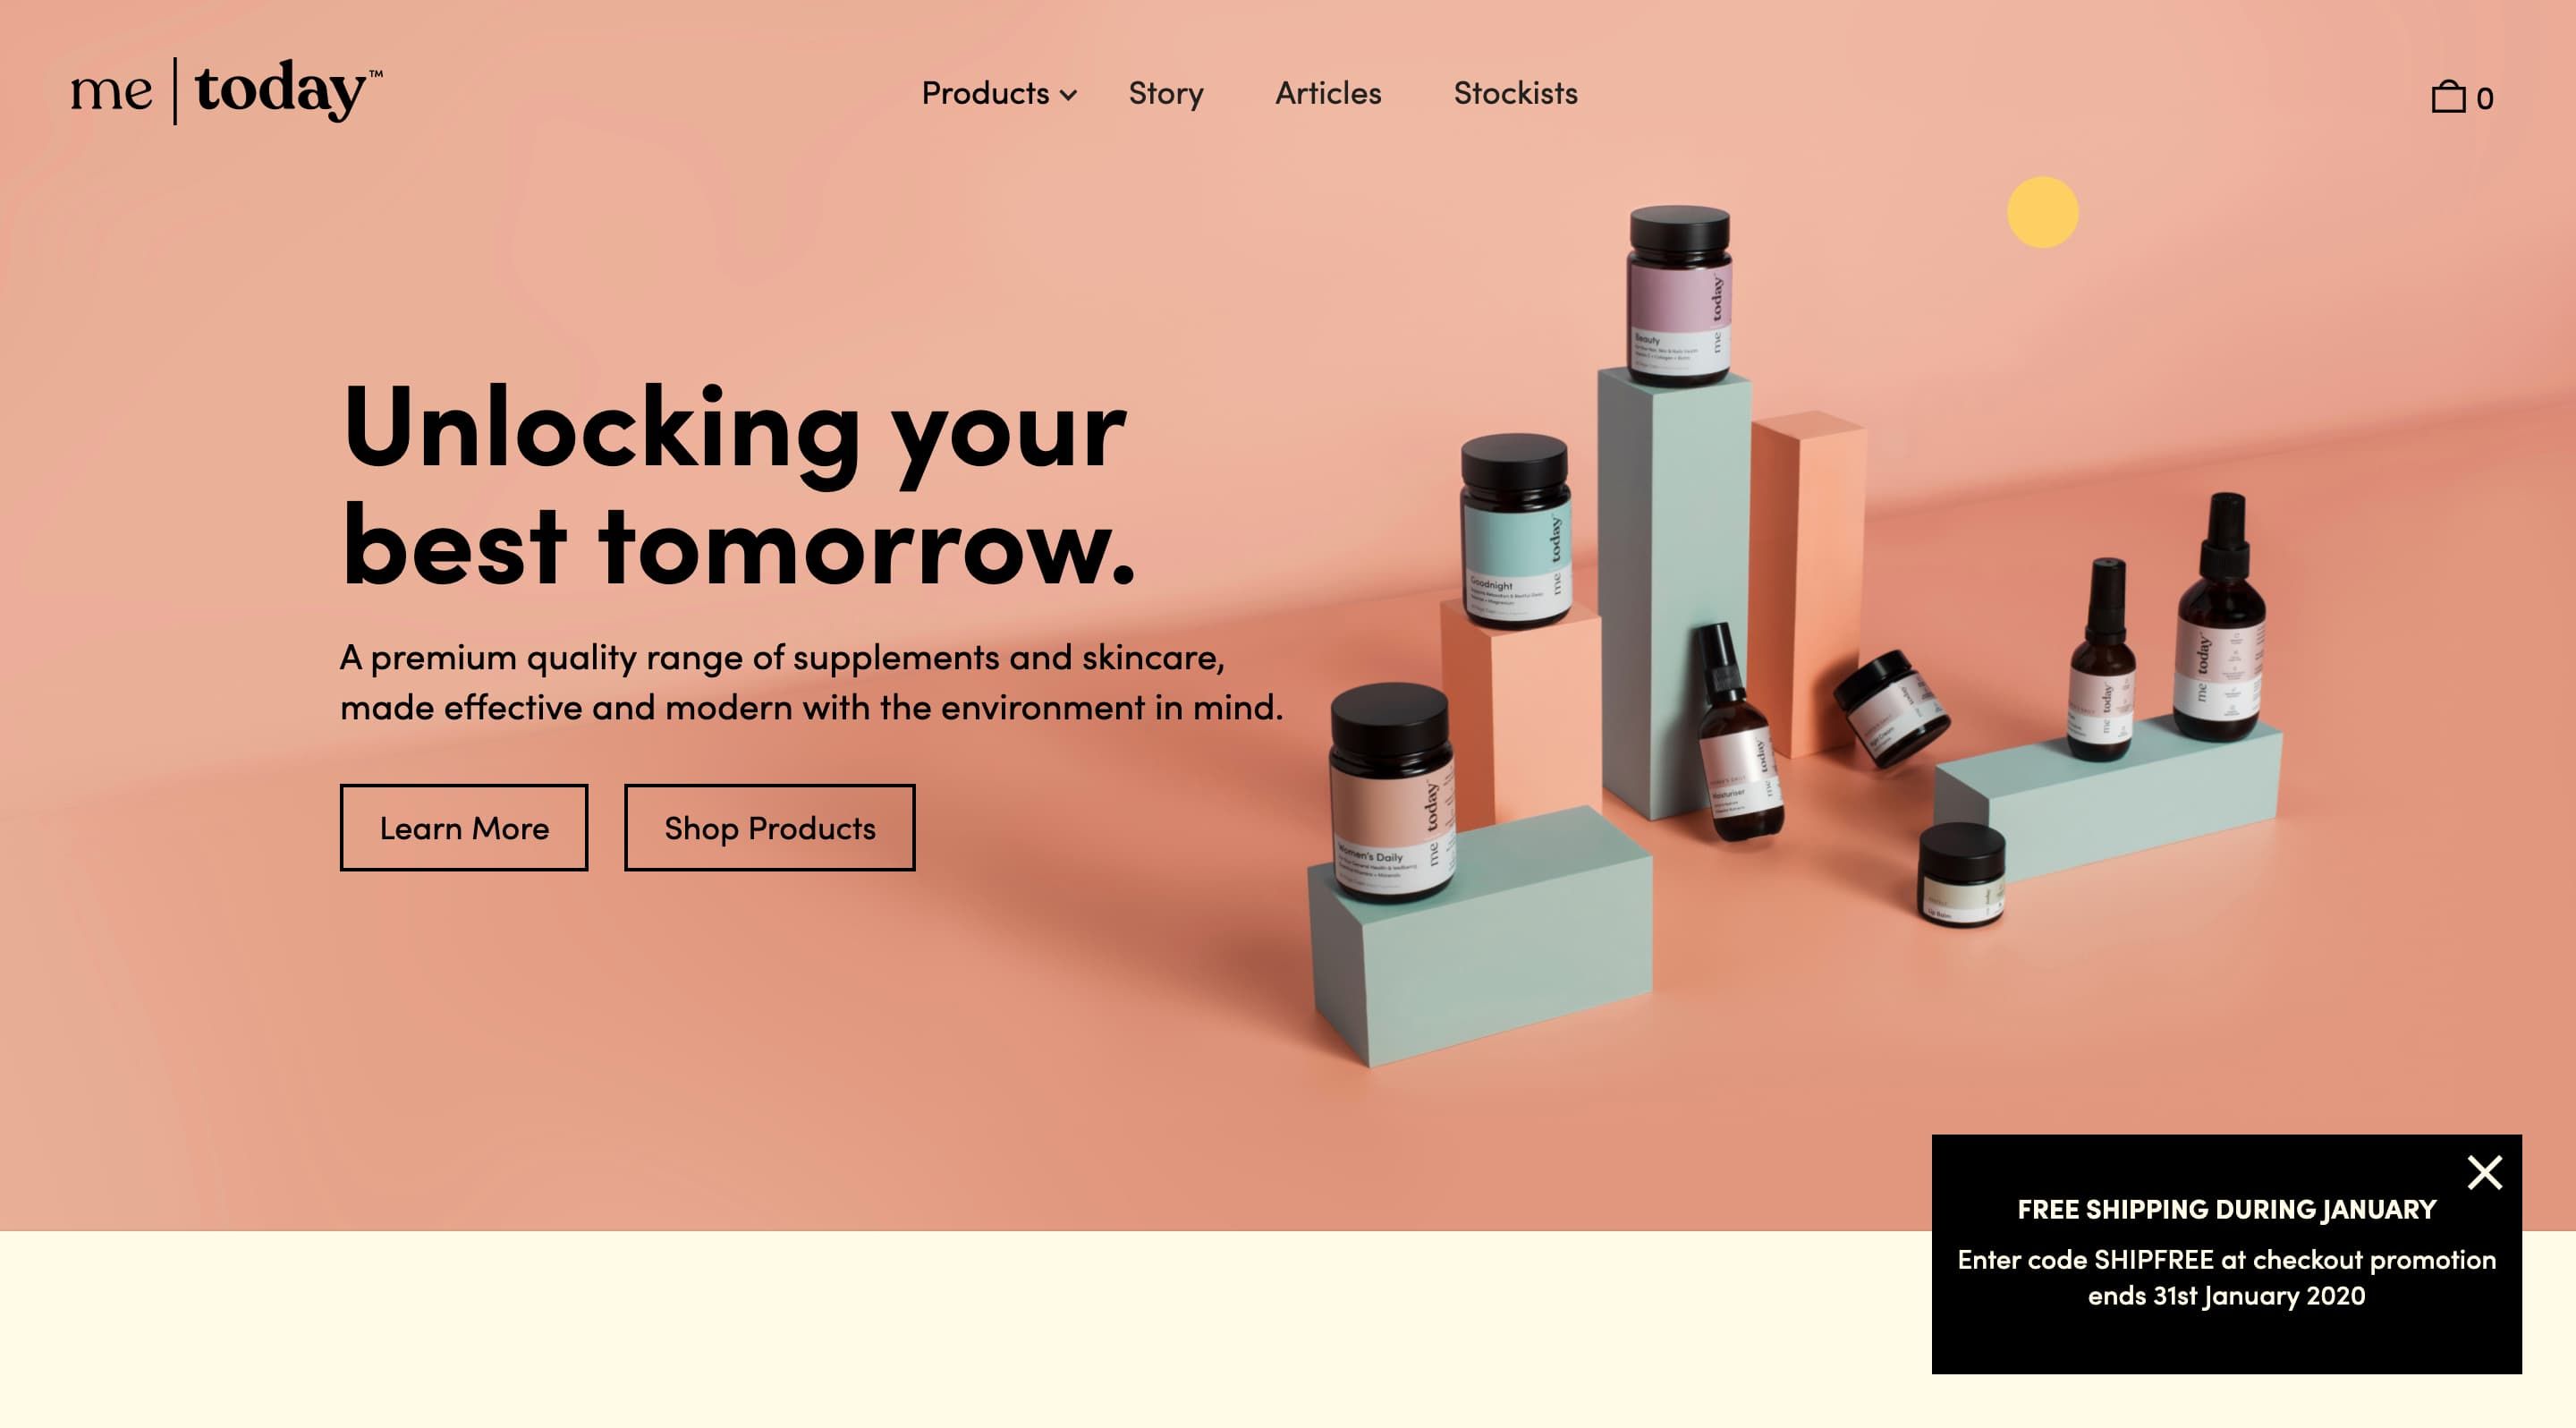 me | today™
Products
Story
Articles
Stockists
0
Unlocking your
best tomorrow.
A premium quality range of supplements and skincare,
made effective and modern with the environment in mind.
Learn More
Shop Products
me today
Beauty
me today
Goodnight
me today
Women's Daily
me today
Moisturiser
today
me today
me today
Lip Balm
FREE SHIPPING DURING JANUARY
Enter code SHIPFREE at checkout promotion
ends 31st January 2020